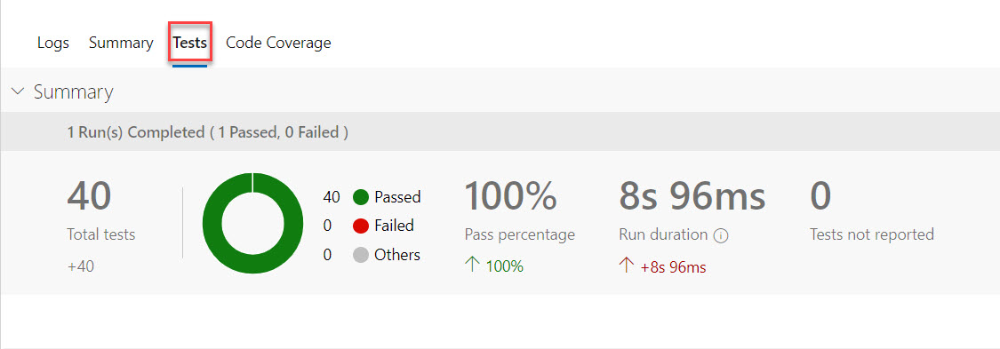 Logs Summary Tests Code Coverage
Summary
1 Run(s) Completed ( 1 Passed, 0 Failed )
40
Total tests
+40
40 Passed
0 Failed
0 Others
100%
Pass percentage
100%
8s 96ms
Run duration
+8s 96ms
0
Tests not reported